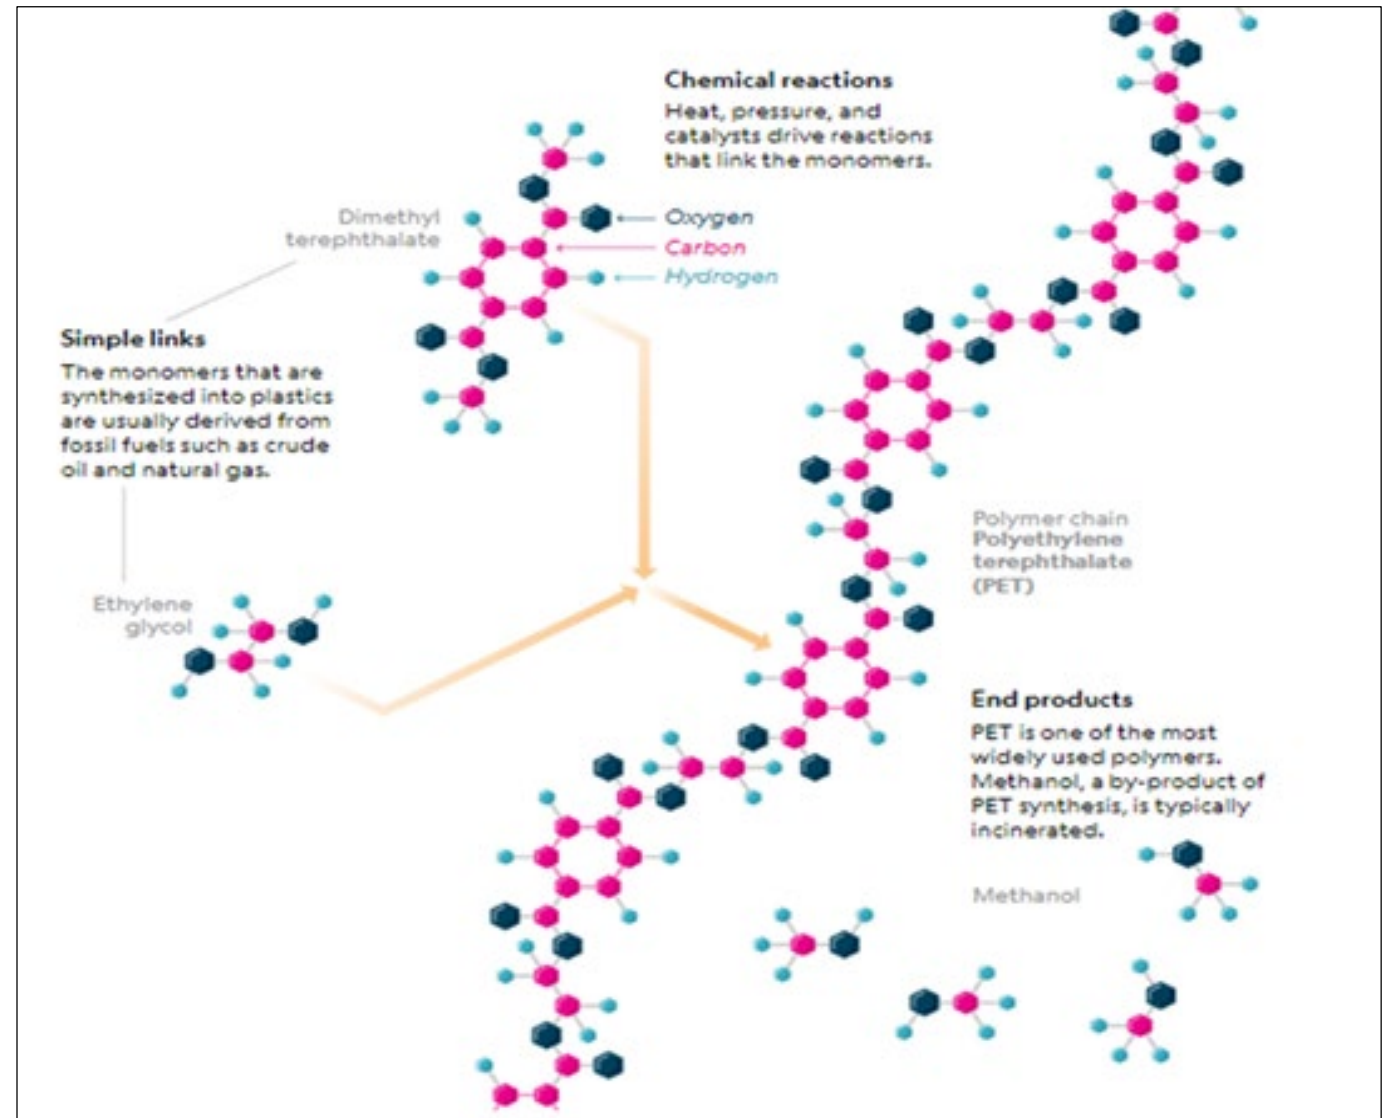 Chemical reactions
Heat, pressure, and
catalysts drive reactions
that link the monomers.
Dimethyl
terephthalate
Oxygen
Carbon
Hydrogen
Simple links
The monomers that are
synthesized into plastics
are usually derived from
fossil fuels such as crude
oil and natural gas.
Ethylene
glycol
Polymer chain
Polyethylene
terephthalate
(PET)
End products
PET is one of the most
widely used polymers.
Methanol, a by-product of
PET synthesis, is typically
incinerated.
Methanol